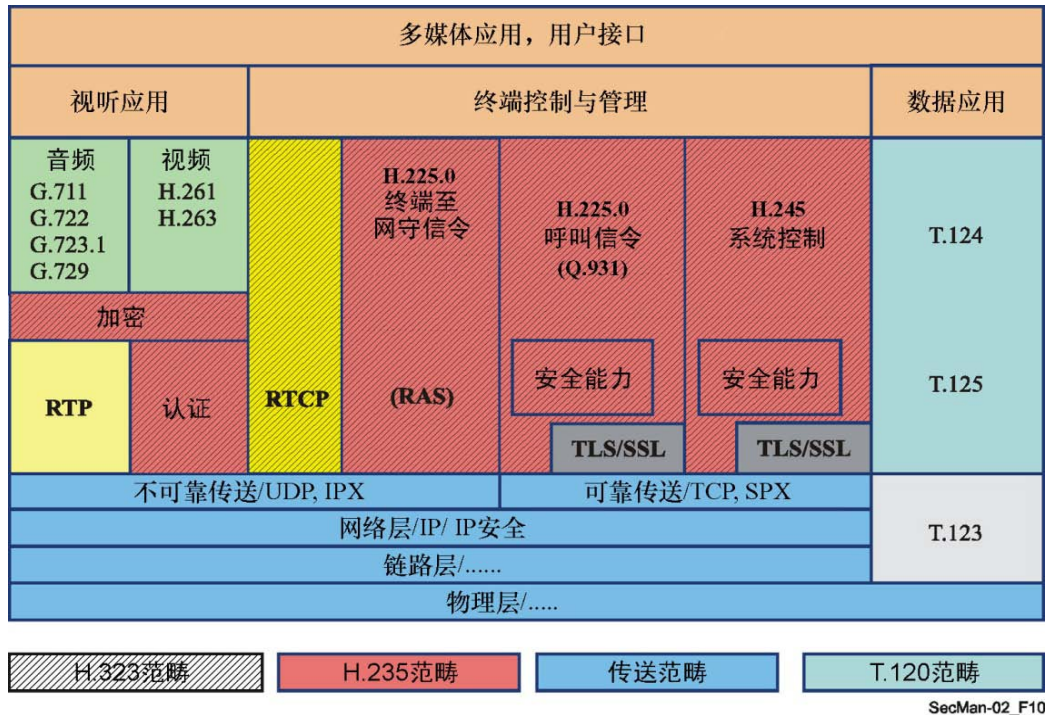 多媒体应用，用户接口
视听应用
终端控制与管理
数据应用
音频
G.711
G.722
G.723.1
G.729
视频
H.261
H.263
加密
RTP
认证
RTCP
H.225.0
终端至
网守信令
(RAS)
H.225.0
呼叫信令
(Q.931)
安全能力
TLS/SSL
H.245
系统控制
安全能力
TLS/SSL
T.124
T.125
不可靠传送/UDP, IPX
可靠传送/TCP, SPX
网络层/IP/ IP安全
链路层/......
T.123
物理层/.....
H.323范畴
H.235范畴
传送范畴
T.120范畴
SecMan-02_F10